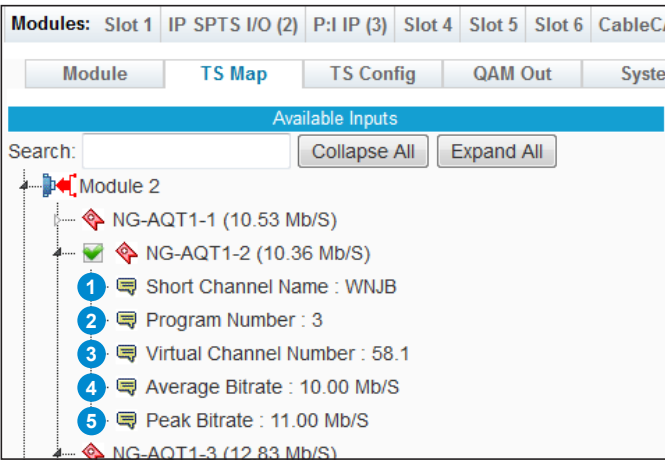 Modules: Slot 1 IP SPTS I/O (2) P:I IP (3) Slot 4 Slot 5 Slot 6 CableCA
Module TS Map TS Config QAM Out Syste
Available Inputs
Search: Collapse All Expand All
Module 2
NG-AQT1-1 (10.53 Mb/S)
NG-AQT1-2 (10.36 Mb/S)
1 Short Channel Name : WNJB
2 Program Number : 3
3 Virtual Channel Number : 58.1
4 Average Bitrate : 10.00 Mb/S
5 Peak Bitrate : 11.00 Mb/S
NG-AQT1-3 (12.83 Mb/S)